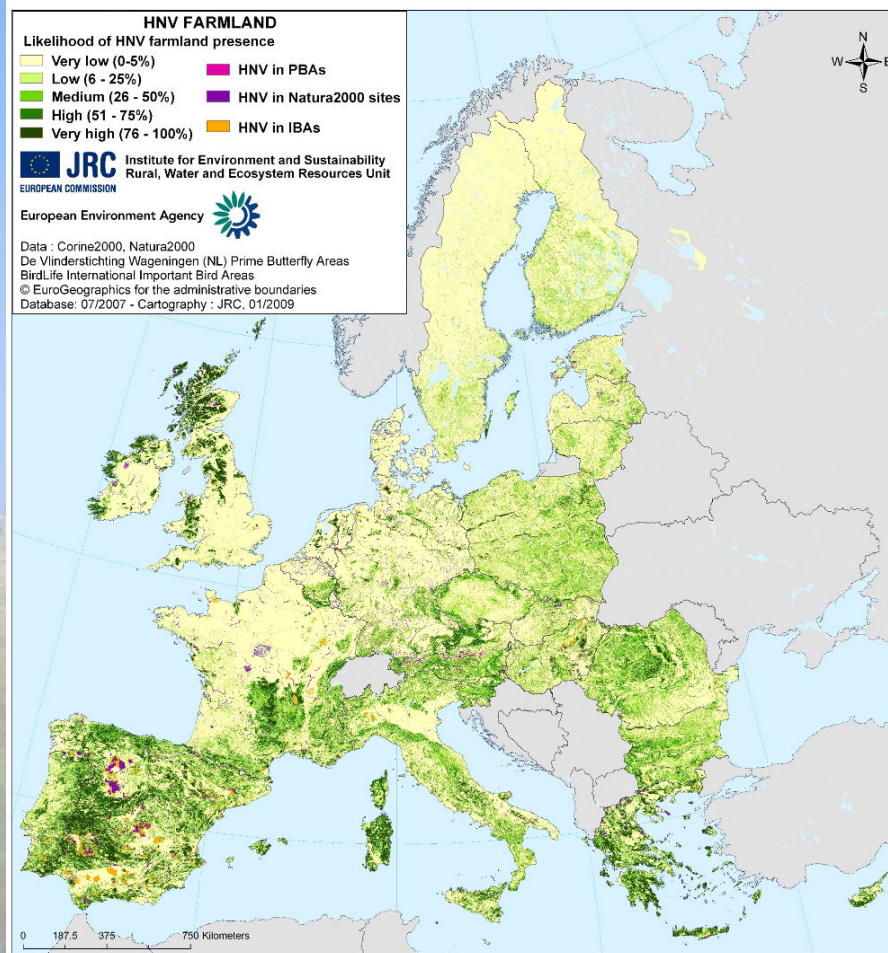 HNV FARMLAND
Likelihood of HNV farmland presence
Very low (0-5%)
Low (6 - 25%)
Medium (26 - 50%)
High (51 - 75%)
Very high (76 - 100%)
HNV in PBAs
HNV in Natura2000 sites
HNV in IBAs
JRC
EUROPEAN COMMISSION
Institute for Environment and Sustainability
Rural, Water and Ecosystem Resources Unit
European Environment Agency
Data : Corine2000, Natura2000
De Vlinderstichting Wageningen (NL) Prime Butterfly Areas
BirdLife International Important Bird Areas
© EuroGeographics for the administrative boundaries
Database: 07/2007 - Cartography : JRC, 01/2009
N
W E
S
0 187.5 375 750 Kilometers